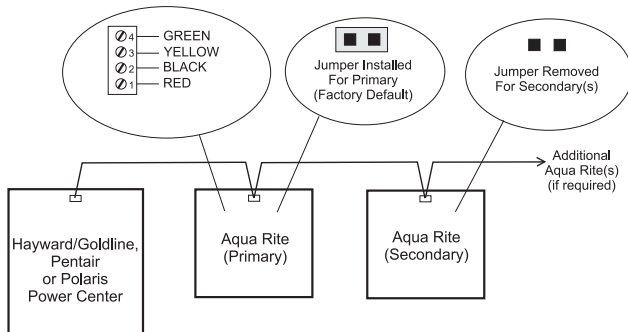 4 GREEN
3 YELLOW
2 BLACK
1 RED
Jumper Installed
For Primary
(Factory Default)
Jumper Removed
For Secondary(s)
Additional
Aqua Rite(s)
(if required)
Hayward/Goldline,
Pentair
or Polaris
Power Center
Aqua Rite
(Primary)
Aqua Rite
(Secondary)